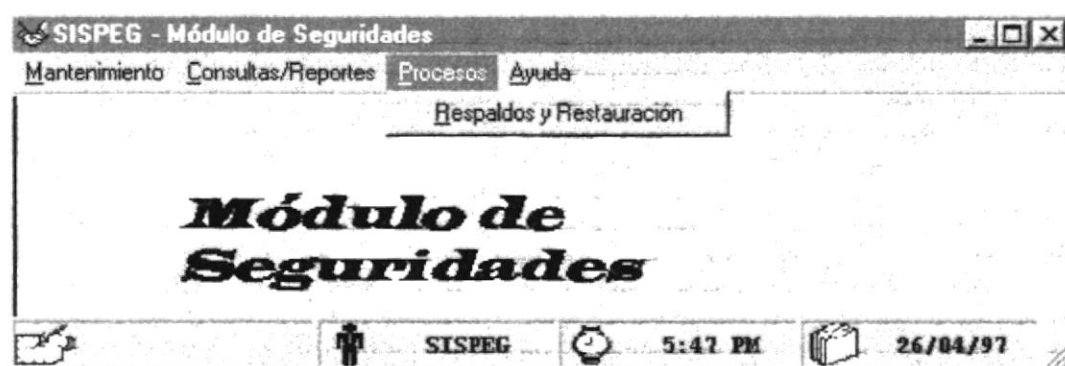 SISPEG - Módulo de Seguridades
Mantenimiento Consultas/Reportes Procesos Ayuda
Respaldos y Restauración
Módulo de
Seguridades
SISPEG 5:47 PM 26/04/97